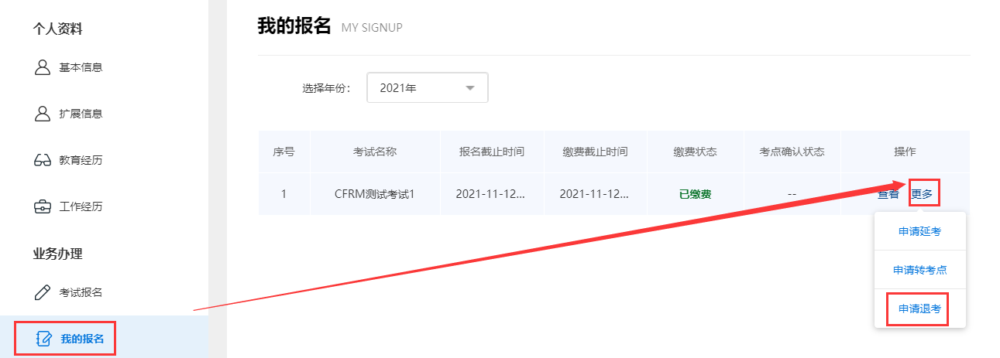 个人资料
基本信息
扩展信息
教育经历
工作经历
业务办理
考试报名
我的报名
我的报名 MY SIGNUP
选择年份： 2021年
序号 考试名称 报名截止时间 缴费截止时间 缴费状态 考点确认状态 操作
1 CFRM测试考试1 2021-11-12... 2021-11-12... 已缴费 -- 查看 更多
申请延考
申请转考点
申请退考